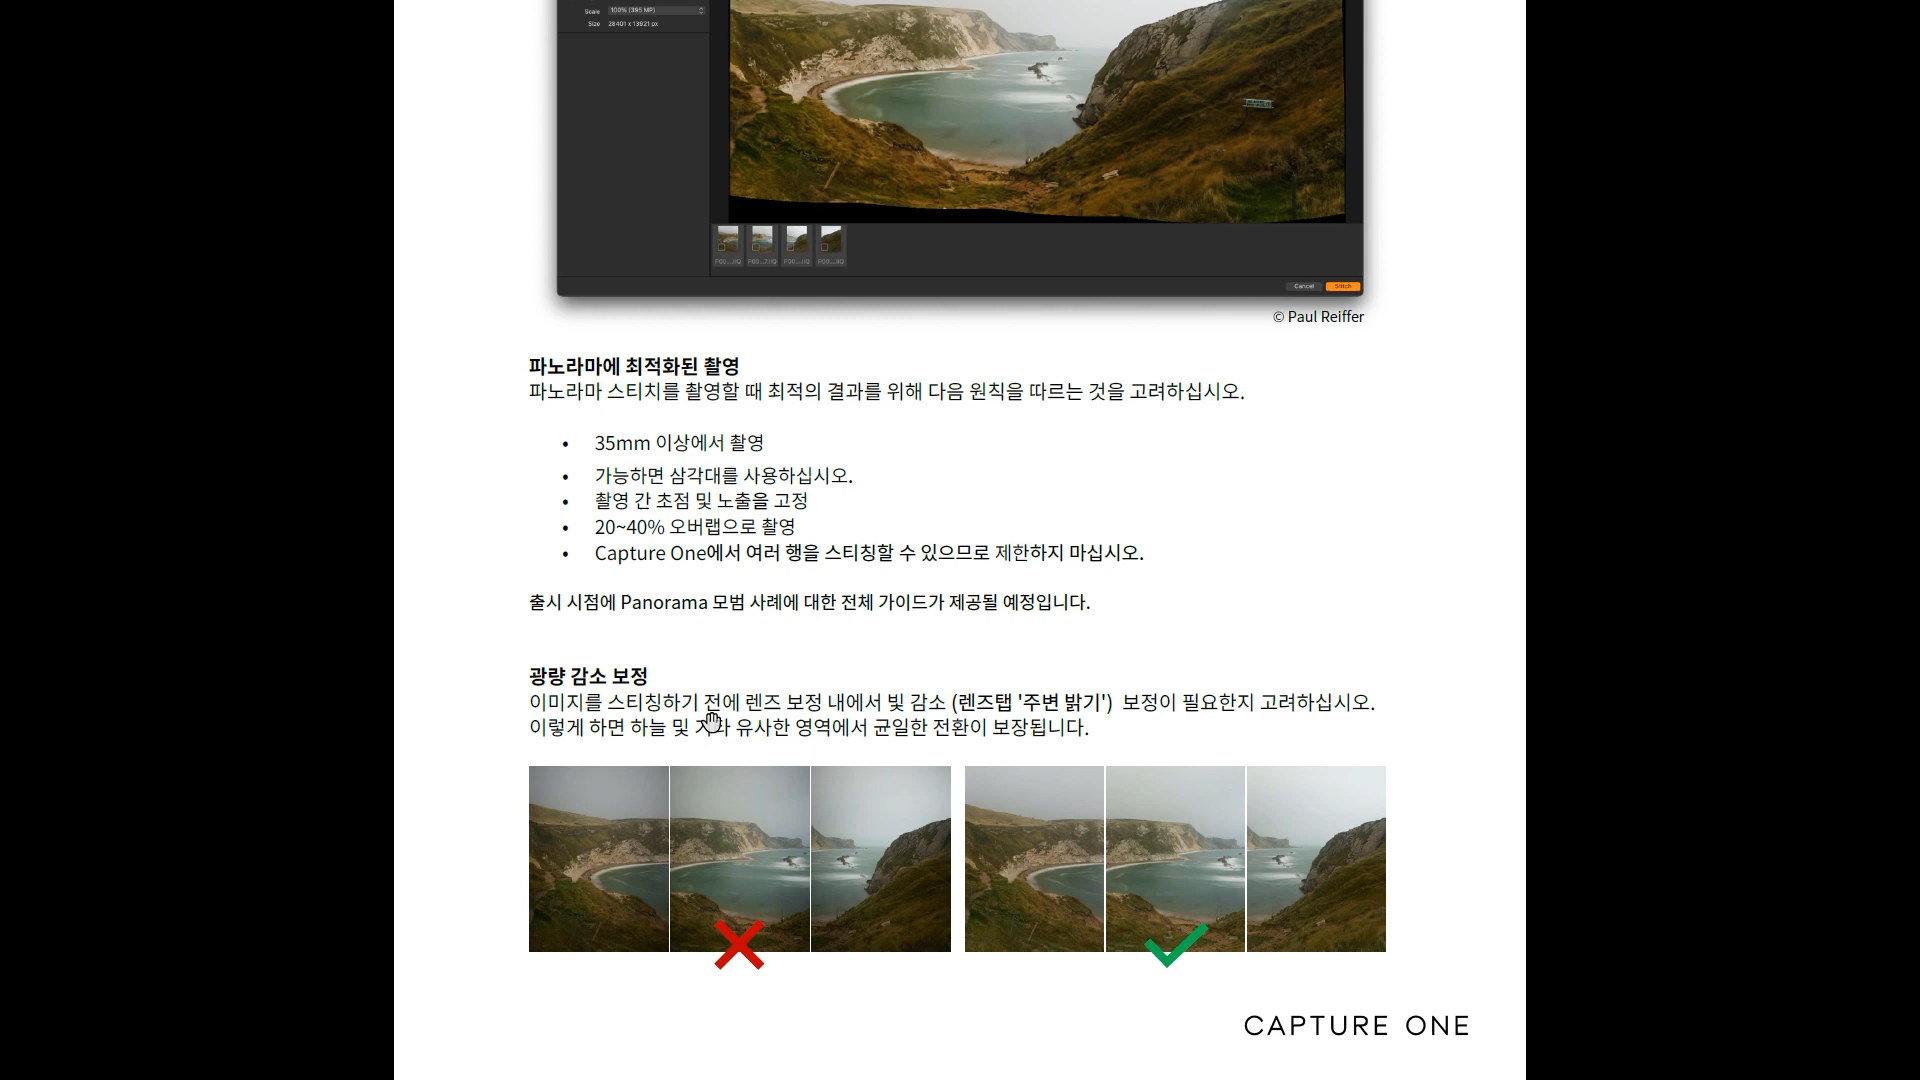 Scale 100% (395 MP)
Size 28401 x 13921 px
Cancel Stitch
© Paul Reiffer
파노라마에 최적화된 촬영
파노라마 스티치를 촬영할 때 최적의 결과를 위해 다음 원칙을 따르는 것을 고려하십시오.
• 35mm 이상에서 촬영
• 가능하면 삼각대를 사용하십시오.
• 촬영 간 초점 및 노출을 고정
• 20~40% 오버랩으로 촬영
• Capture One에서 여러 행을 스티칭할 수 있으므로 제한하지 마십시오.
출시 시점에 Panorama 모범 사례에 대한 전체 가이드가 제공될 예정입니다.
광량 감소 보정
이미지를 스티칭하기 전에 렌즈 보정 내에서 빛 감소 (렌즈탭 '주변 밝기') 보정이 필요한지 고려하십시오.
이렇게 하면 하늘 및 유사한 영역에서 균일한 전환이 보장됩니다.
CAPTURE ONE